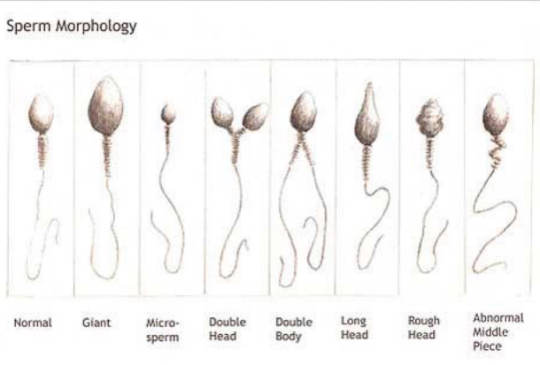 Sperm Morphology
Normal
Giant
Micro-
sperm
Double
Head
Double
Body
Long
Head
Rough
Head
Abnormal
Middle
Piece